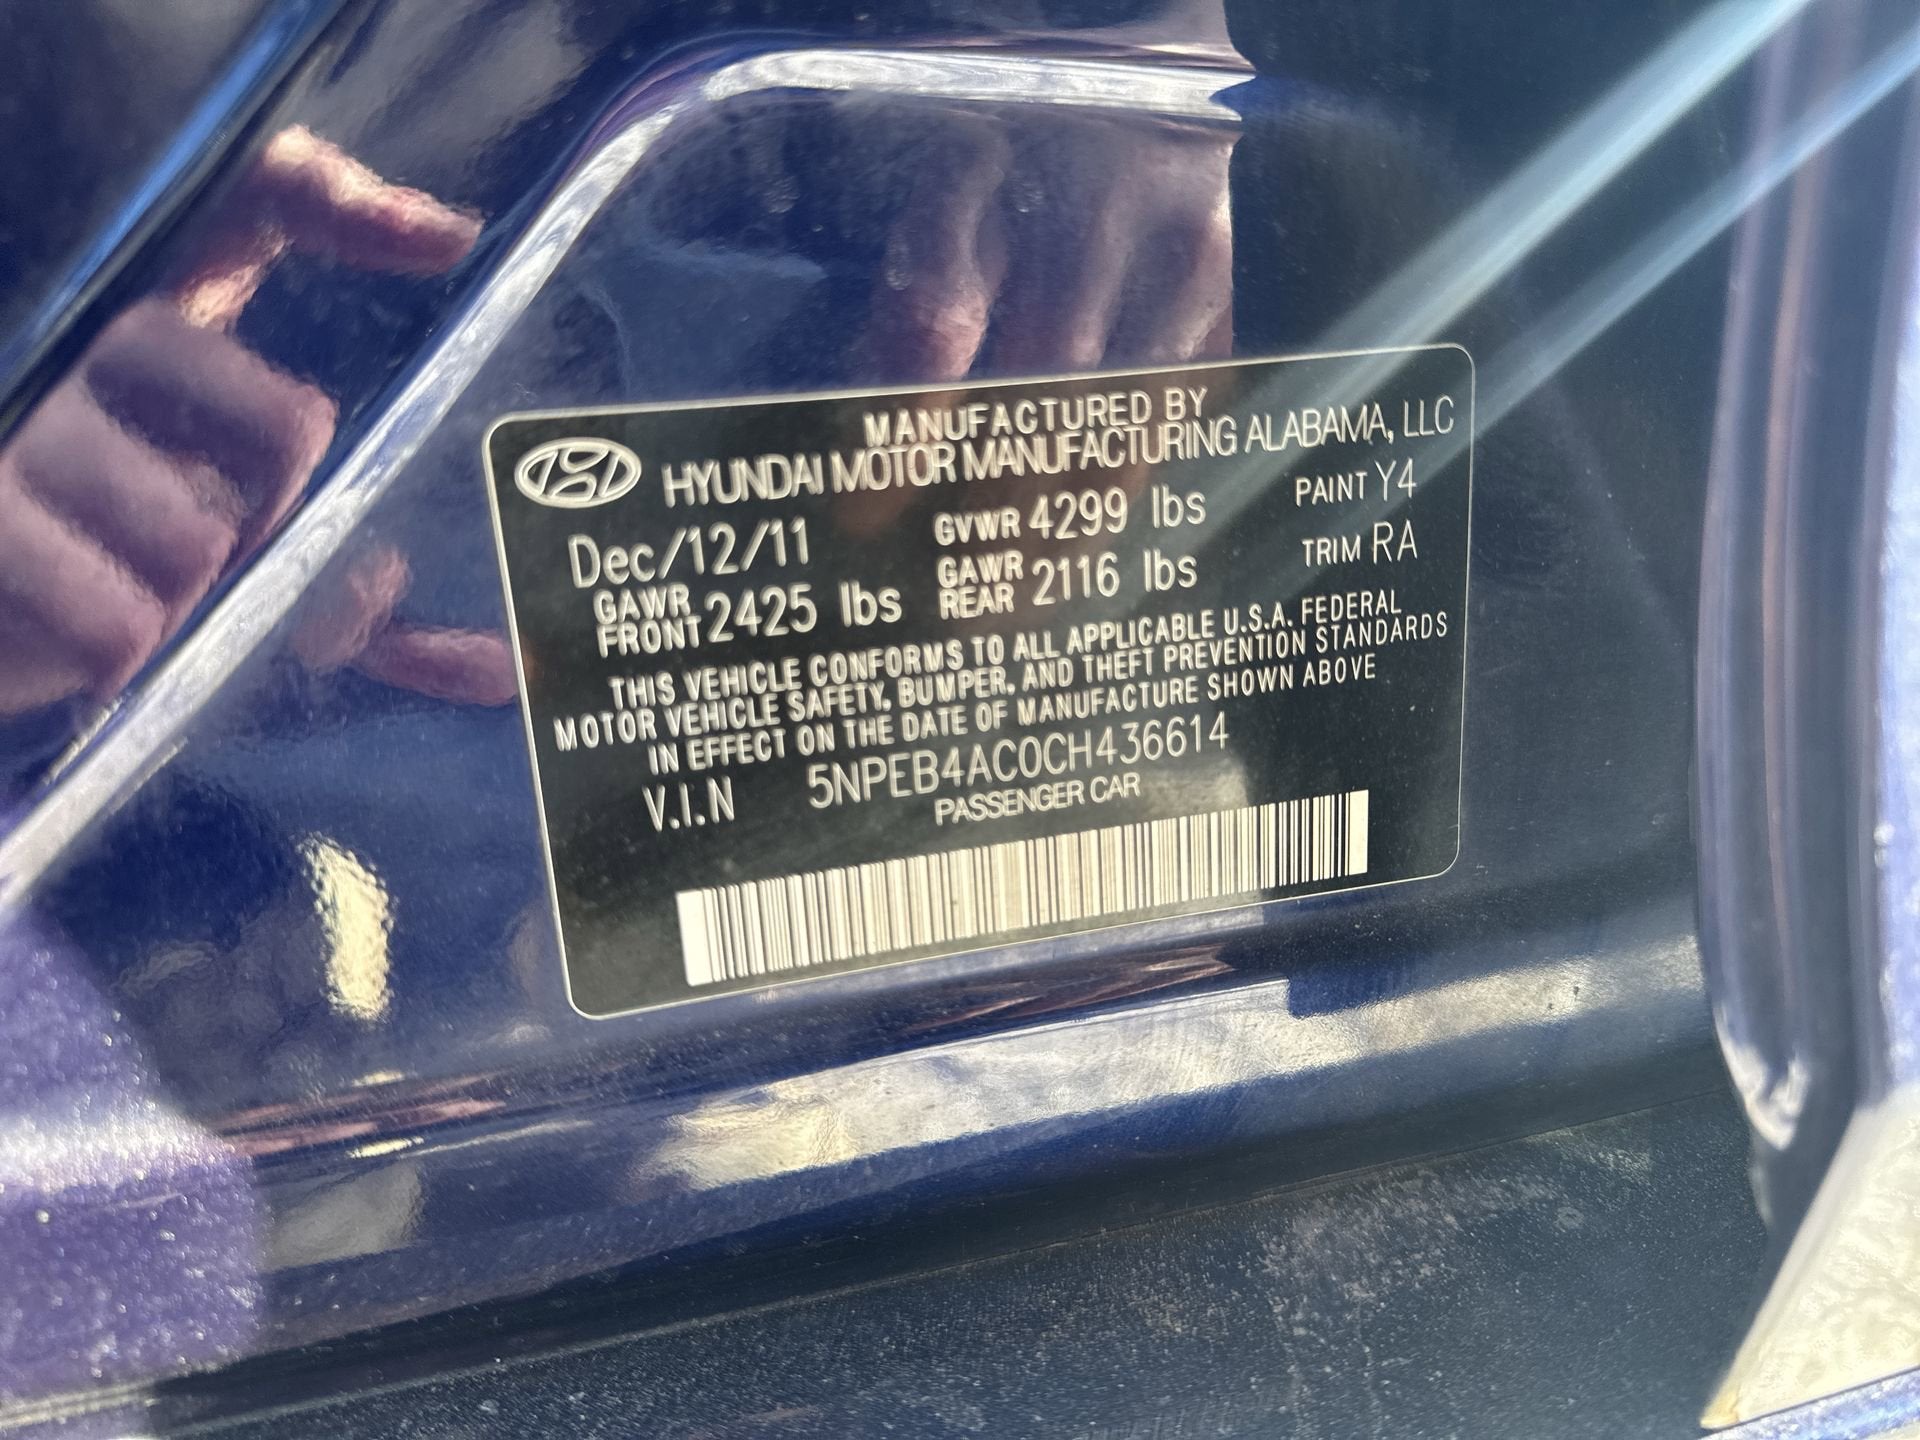 MANUFACTURED BY
HYUNDAI MOTOR MANUFACTURING ALABAMA, LLC
Dec/12/11 GVWR 4299 lbs PAINT Y4
GAWR FRONT 2425 lbs GAWR REAR 2116 lbs TRIM RA
THIS VEHICLE CONFORMS TO ALL APPLICABLE U.S.A. FEDERAL
MOTOR VEHICLE SAFETY, BUMPER, AND THEFT PREVENTION STANDARDS
IN EFFECT ON THE DATE OF MANUFACTURE SHOWN ABOVE
V.I.N 5NPEB4AC0CH436614
PASSENGER CAR